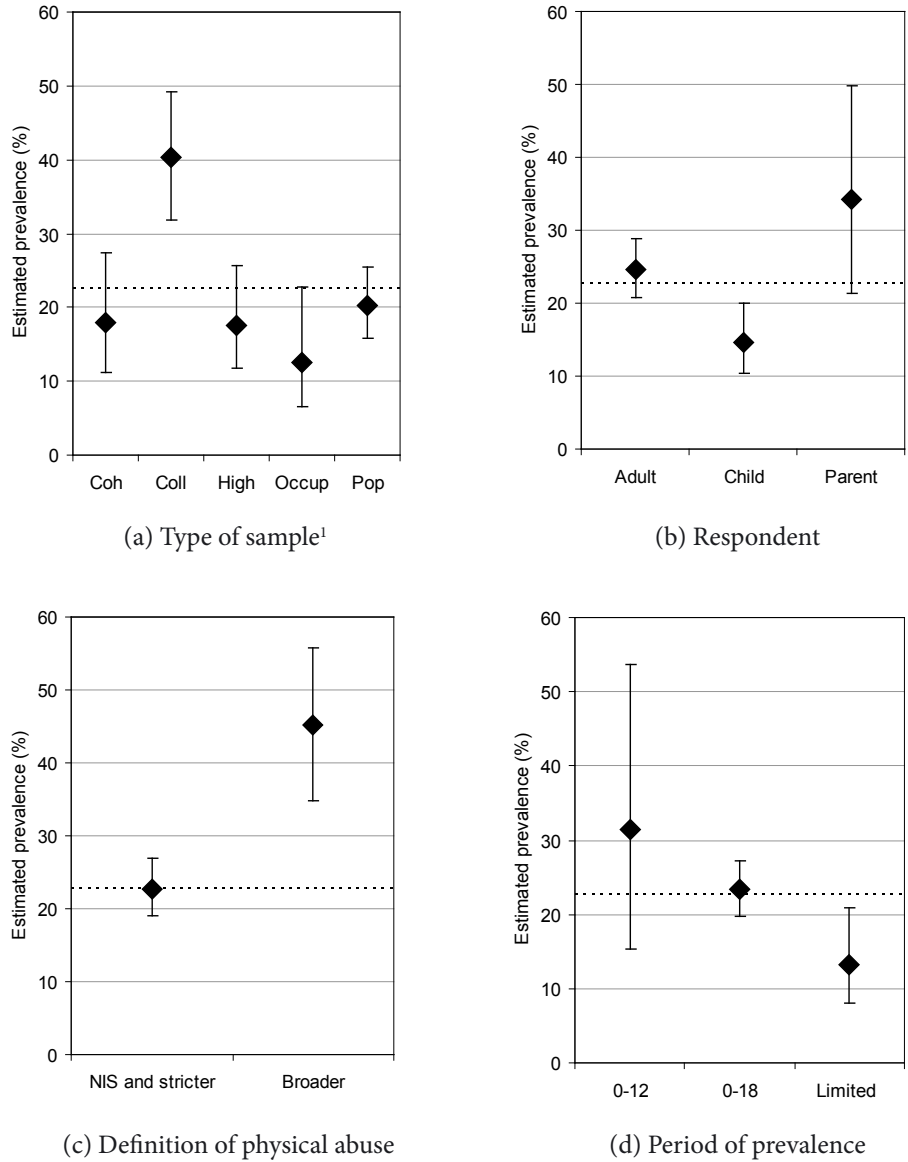 60
50
40
30
20
10
0
Estimated prevalence (%)
Coh Coll High Occup Pop
(a) Type of sample¹
60
50
40
30
20
10
0
Estimated prevalence (%)
Adult Child Parent
(b) Respondent
60
50
40
30
20
10
0
Estimated prevalence (%)
NIS and stricter Broader
(c) Definition of physical abuse
60
50
40
30
20
10
0
Estimated prevalence (%)
0-12 0-18 Limited
(d) Period of prevalence